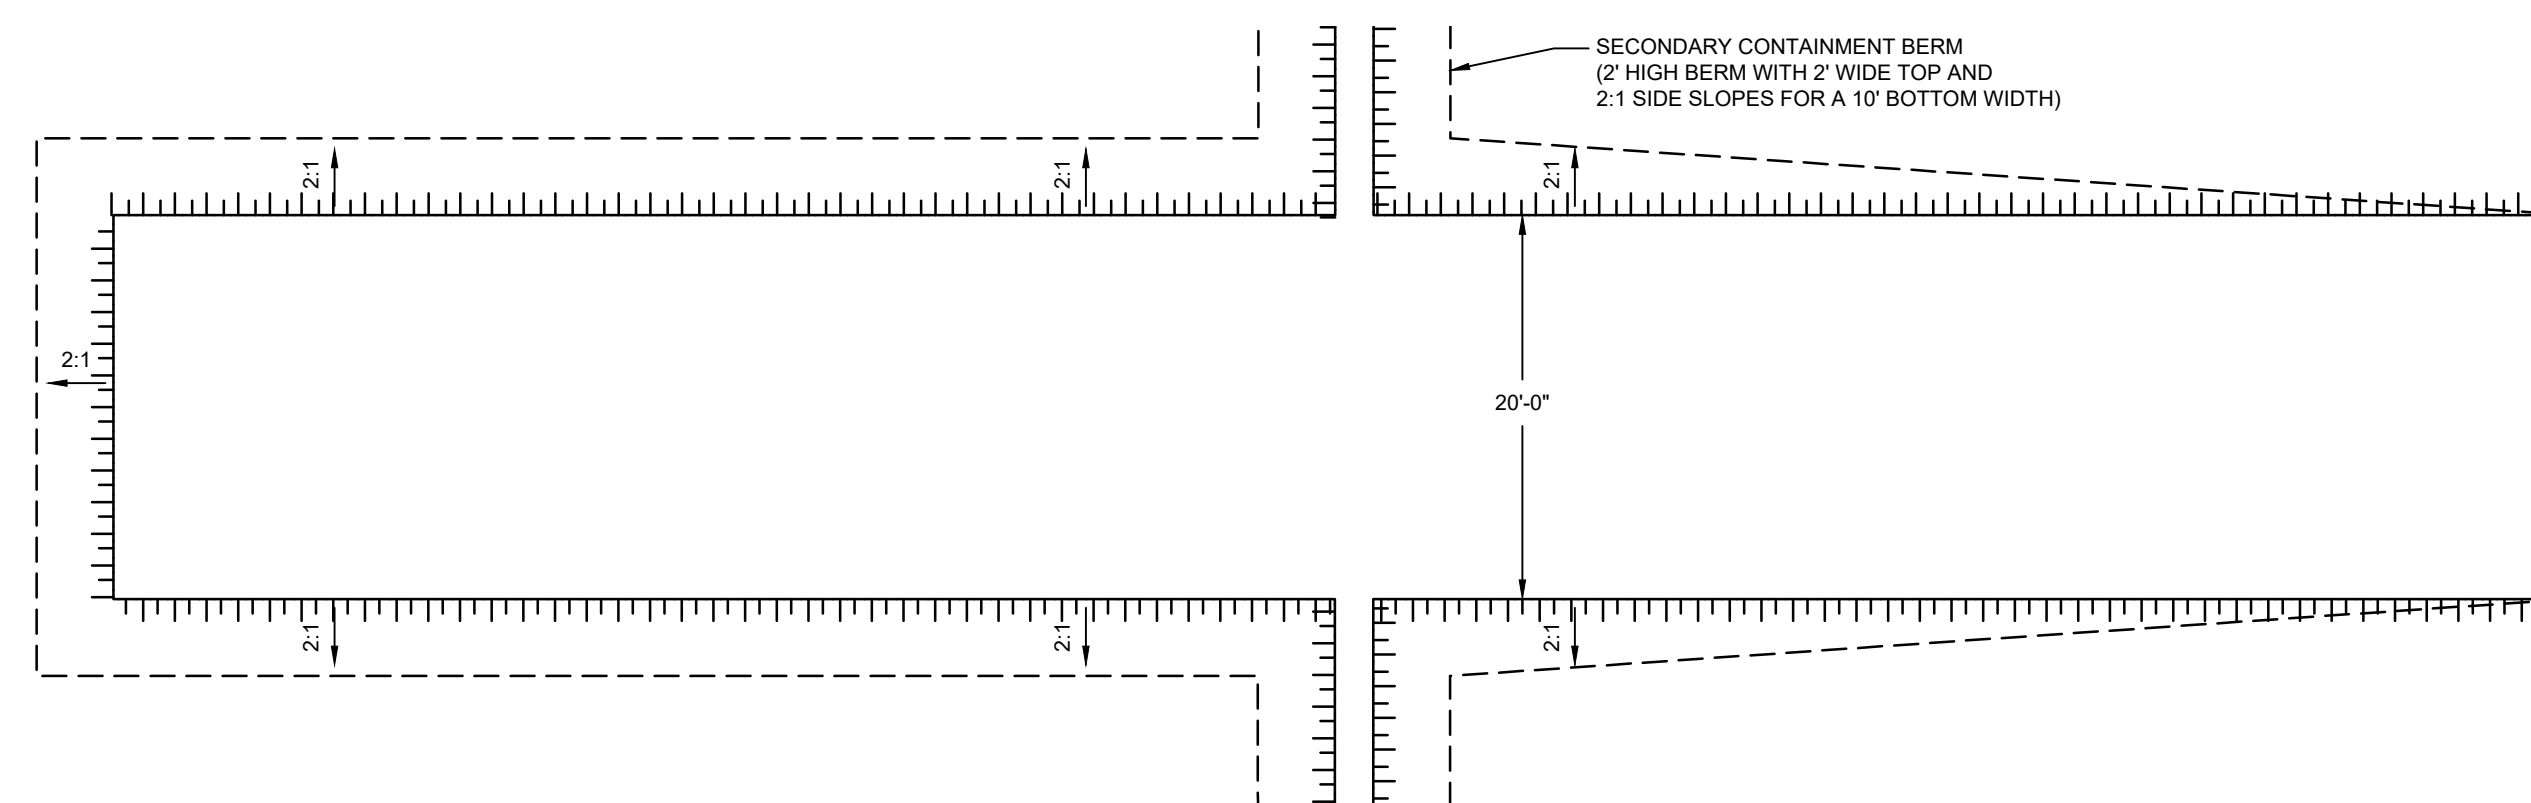 SECONDARY CONTAINMENT BERM
(2' HIGH BERM WITH 2' WIDE TOP AND
2:1 SIDE SLOPES FOR A 10' BOTTOM WIDTH)
2:1
2:1
2:1
2:1
20'-0"
2:1
2:1
2:1